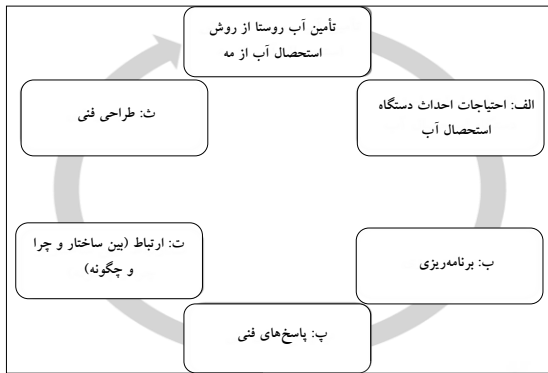 تأمین آب روستا از روش
استحصال آب از مه
الف: احتیاجات احداث دستگاه
استحصال آب
ب: برنامه‌ریزی
پ: پاسخ‌های فنی
ت: ارتباط (بین ساختار و چرا
و چگونه)
ث: طراحی فنی